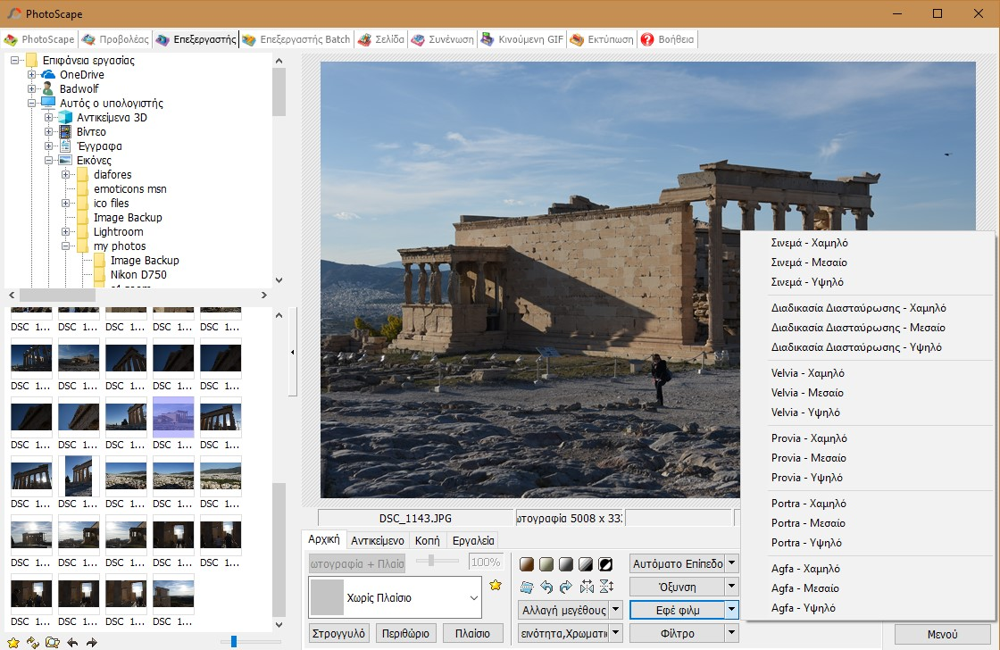 PhotoScape
PhotoScape
Προβολέας
Επεξεργαστής
Επεξεργαστής Batch
Σελίδα
Συνένωση
Κινούμενη GIF
Εκτύπωση
Βοήθεια
Επιφάνεια εργασίας
OneDrive
Badwolf
Αυτός ο υπολογιστής
Αντικείμενα 3D
Βίντεο
Έγγραφα
Εικόνες
diafores
emoticons msn
ico files
Image Backup
Lightroom
my photos
Image Backup
Nikon D750
DSC 1... DSC 1... DSC 1... DSC 1... DSC 1...
DSC 1... DSC 1... DSC 1... DSC 1... DSC 1...
DSC 1... DSC 1... DSC 1... DSC 1... DSC 1...
DSC 1... DSC 1... DSC 1... DSC 1... DSC 1...
DSC 1... DSC 1... DSC 1... DSC 1... DSC 1...
DSC 1... DSC 1... DSC 1... DSC 1...
DSC_1143.JPG
ωτογραφία 5008 x 33
Αρχική
Αντικείμενο
Κοπή
Εργαλεία
ωτογραφία + Πλαίσ
100%
Χωρίς Πλαίσιο
Στρογγυλό
Περιθώριο
Πλαίσιο
Αλλαγή μεγέθους
εινότητα,Χρωματι
Αυτόματο Επίπεδο
Όξυνση
Εφέ φιλμ
Φίλτρο
Σινεμά - Χαμηλό
Σινεμά - Μεσαίο
Σινεμά - Υψηλό
Διαδικασία Διασταύρωσης - Χαμηλό
Διαδικασία Διασταύρωσης - Μεσαίο
Διαδικασία Διασταύρωσης - Υψηλό
Velvia - Χαμηλό
Velvia - Μεσαίο
Velvia - Υψηλό
Provia - Χαμηλό
Provia - Μεσαίο
Provia - Υψηλό
Portra - Χαμηλό
Portra - Μεσαίο
Portra - Υψηλό
Agfa - Χαμηλό
Agfa - Μεσαίο
Agfa - Υψηλό
Μενού